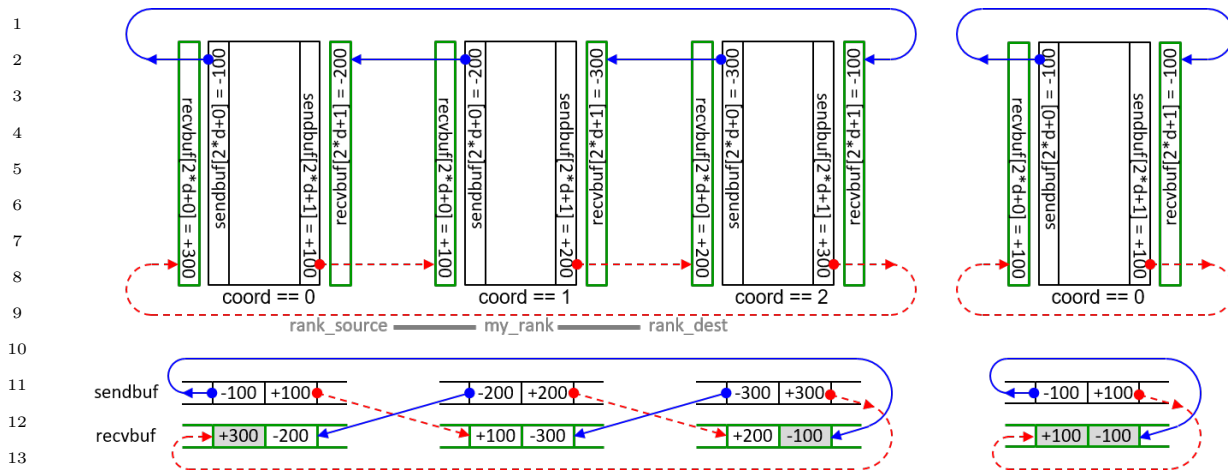 1
2
3
4
5
6
7
8
9
10
11
12
13
recvbuf[2*d+0] = +300
sendbuf[2*d+0] = -100
sendbuf[2*d+1] = +100
recvbuf[2*d+1] = -200
recvbuf[2*d+0] = +100
sendbuf[2*d+0] = -200
sendbuf[2*d+1] = +200
recvbuf[2*d+1] = -300
recvbuf[2*d+0] = +200
sendbuf[2*d+0] = -300
sendbuf[2*d+1] = +300
recvbuf[2*d+1] = -100
recvbuf[2*d+0] = +100
sendbuf[2*d+0] = -100
sendbuf[2*d+1] = +100
recvbuf[2*d+1] = -100
coord == 0 coord == 1 coord == 2 coord == 0
rank_source my_rank rank_dest
sendbuf -100 +100 -200 +200 -300 +300 -100 +100
recvbuf +300 -200 +100 -300 +200 -100 +100 -100